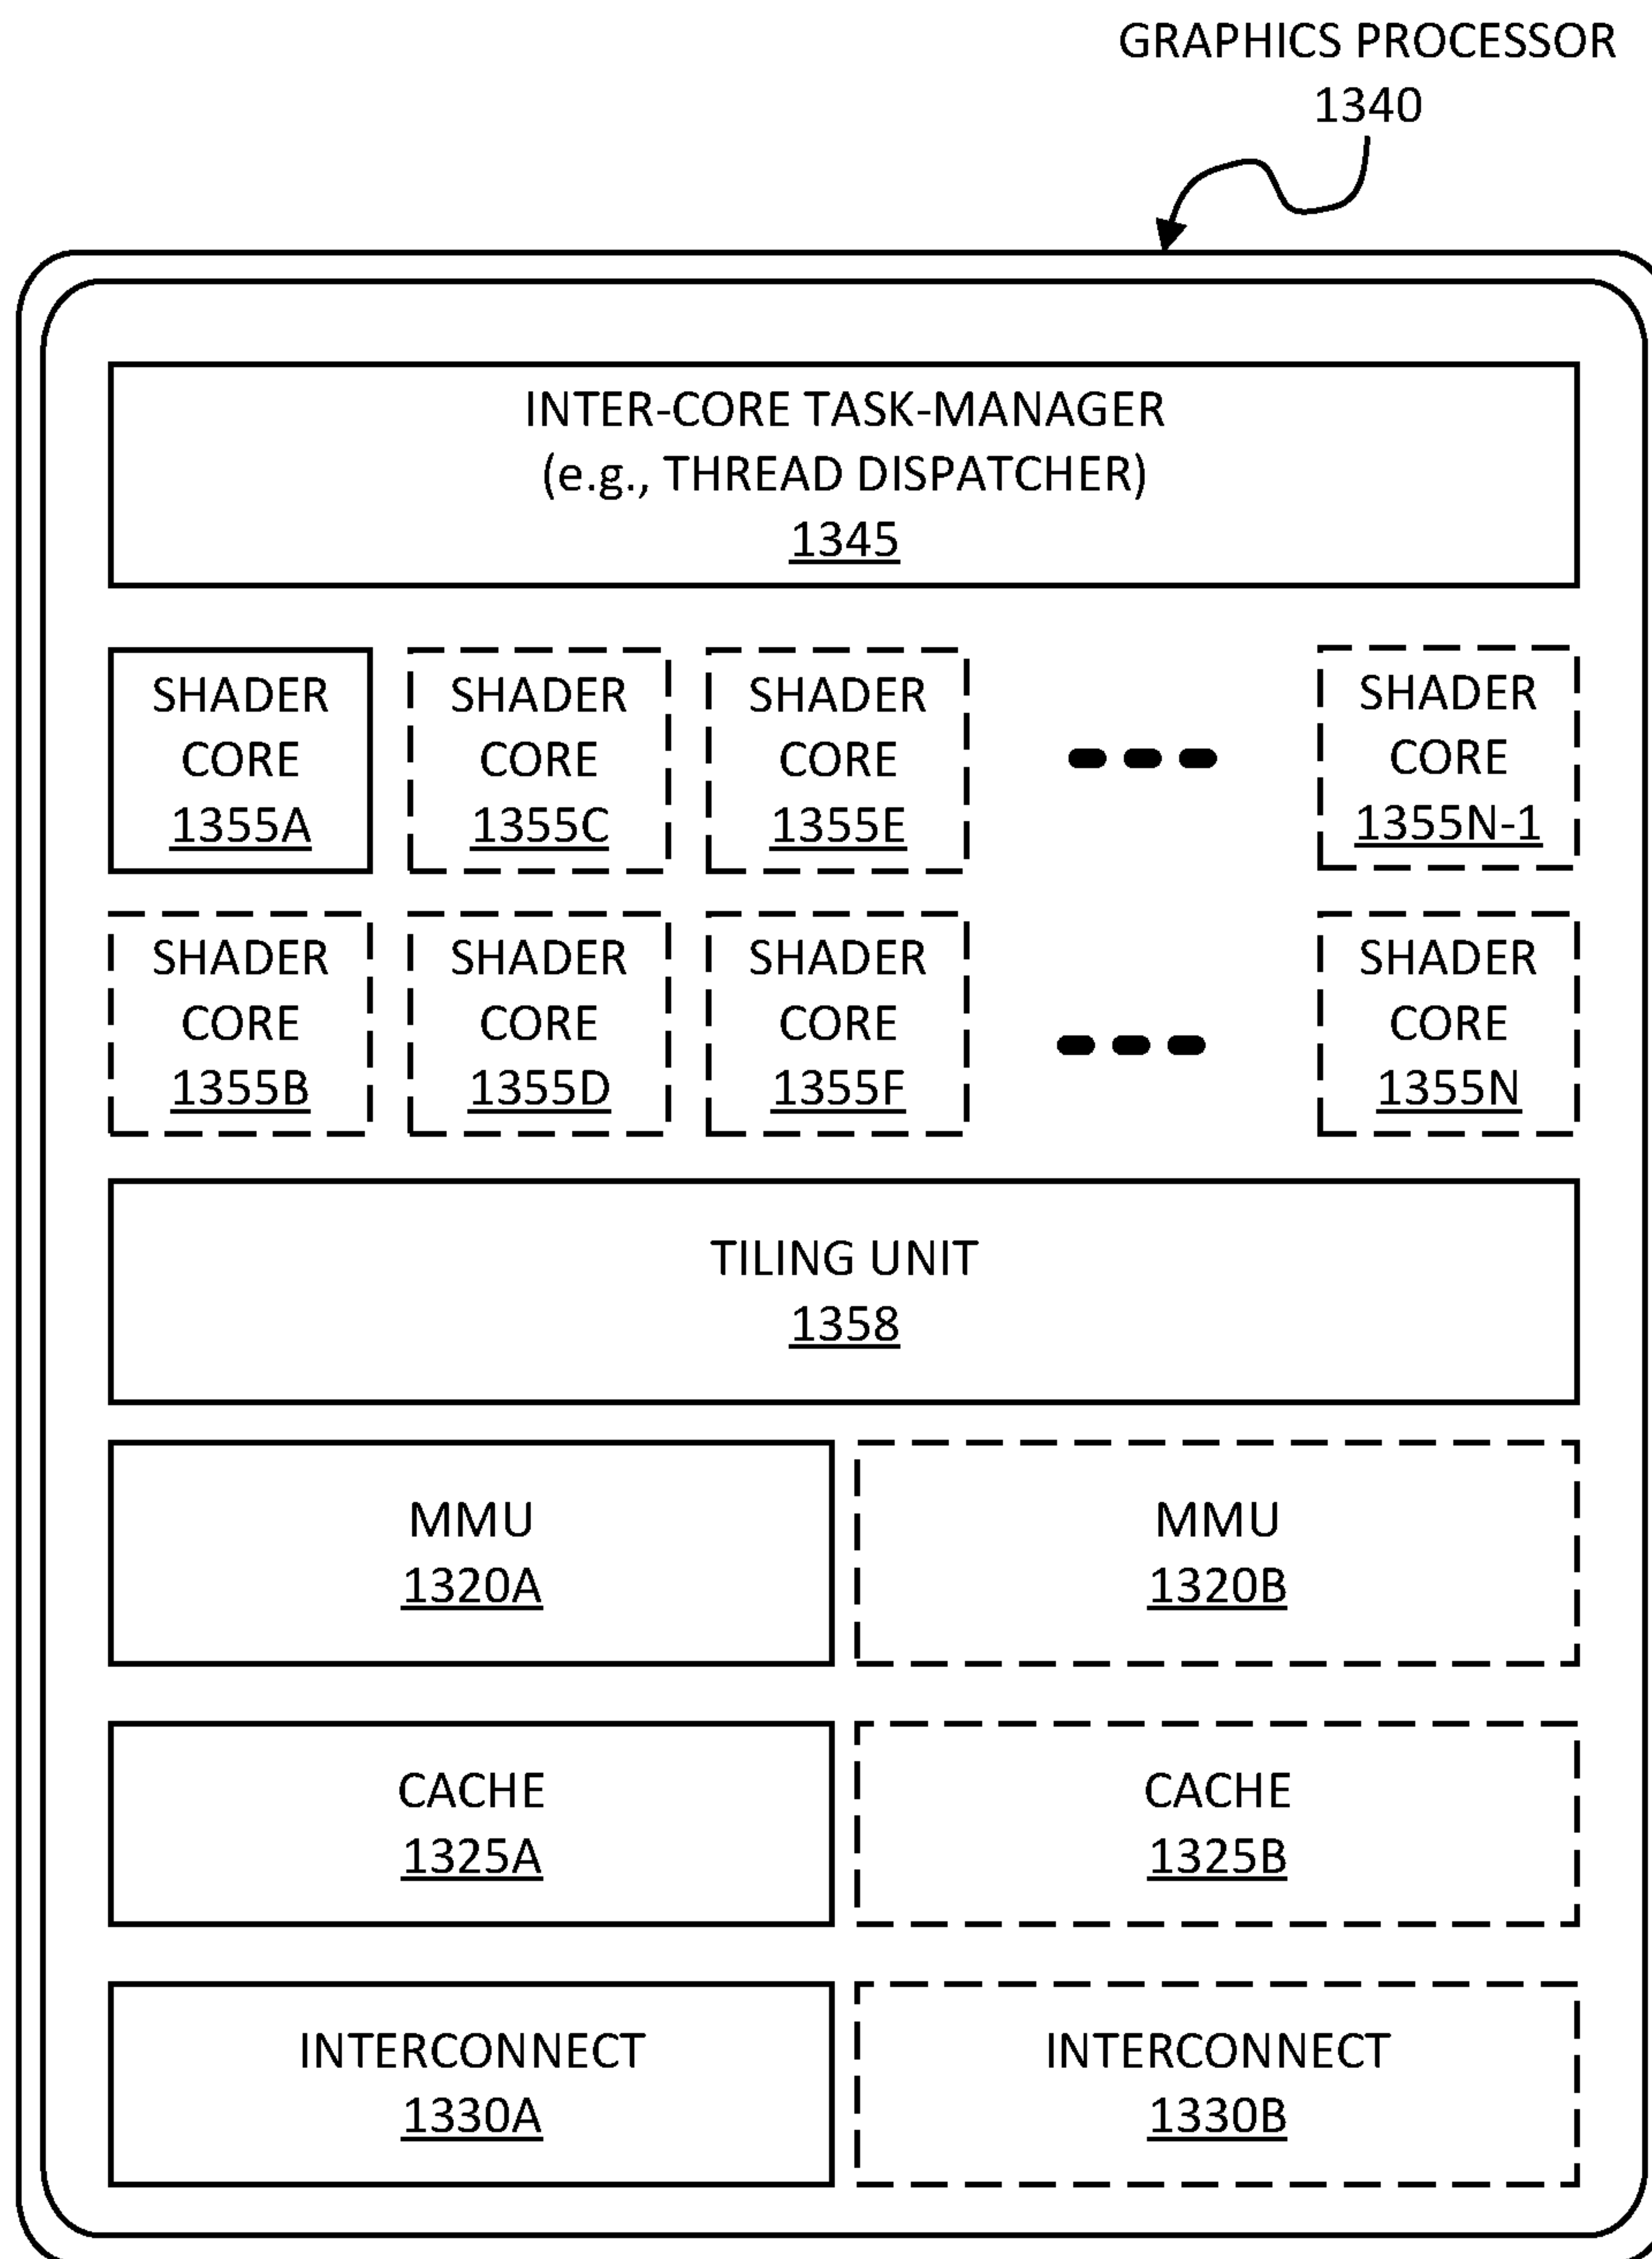 GRAPHICS PROCESSOR
1340
INTER-CORE TASK-MANAGER
(e.g., THREAD DISPATCHER)
1345
SHADER
CORE
1355A
SHADER
CORE
1355C
SHADER
CORE
1355E
SHADER
CORE
1355N-1
SHADER
CORE
1355B
SHADER
CORE
1355D
SHADER
CORE
1355F
SHADER
CORE
1355N
TILING UNIT
1358
MMU
1320A
MMU
1320B
CACHE
1325A
CACHE
1325B
INTERCONNECT
1330A
INTERCONNECT
1330B